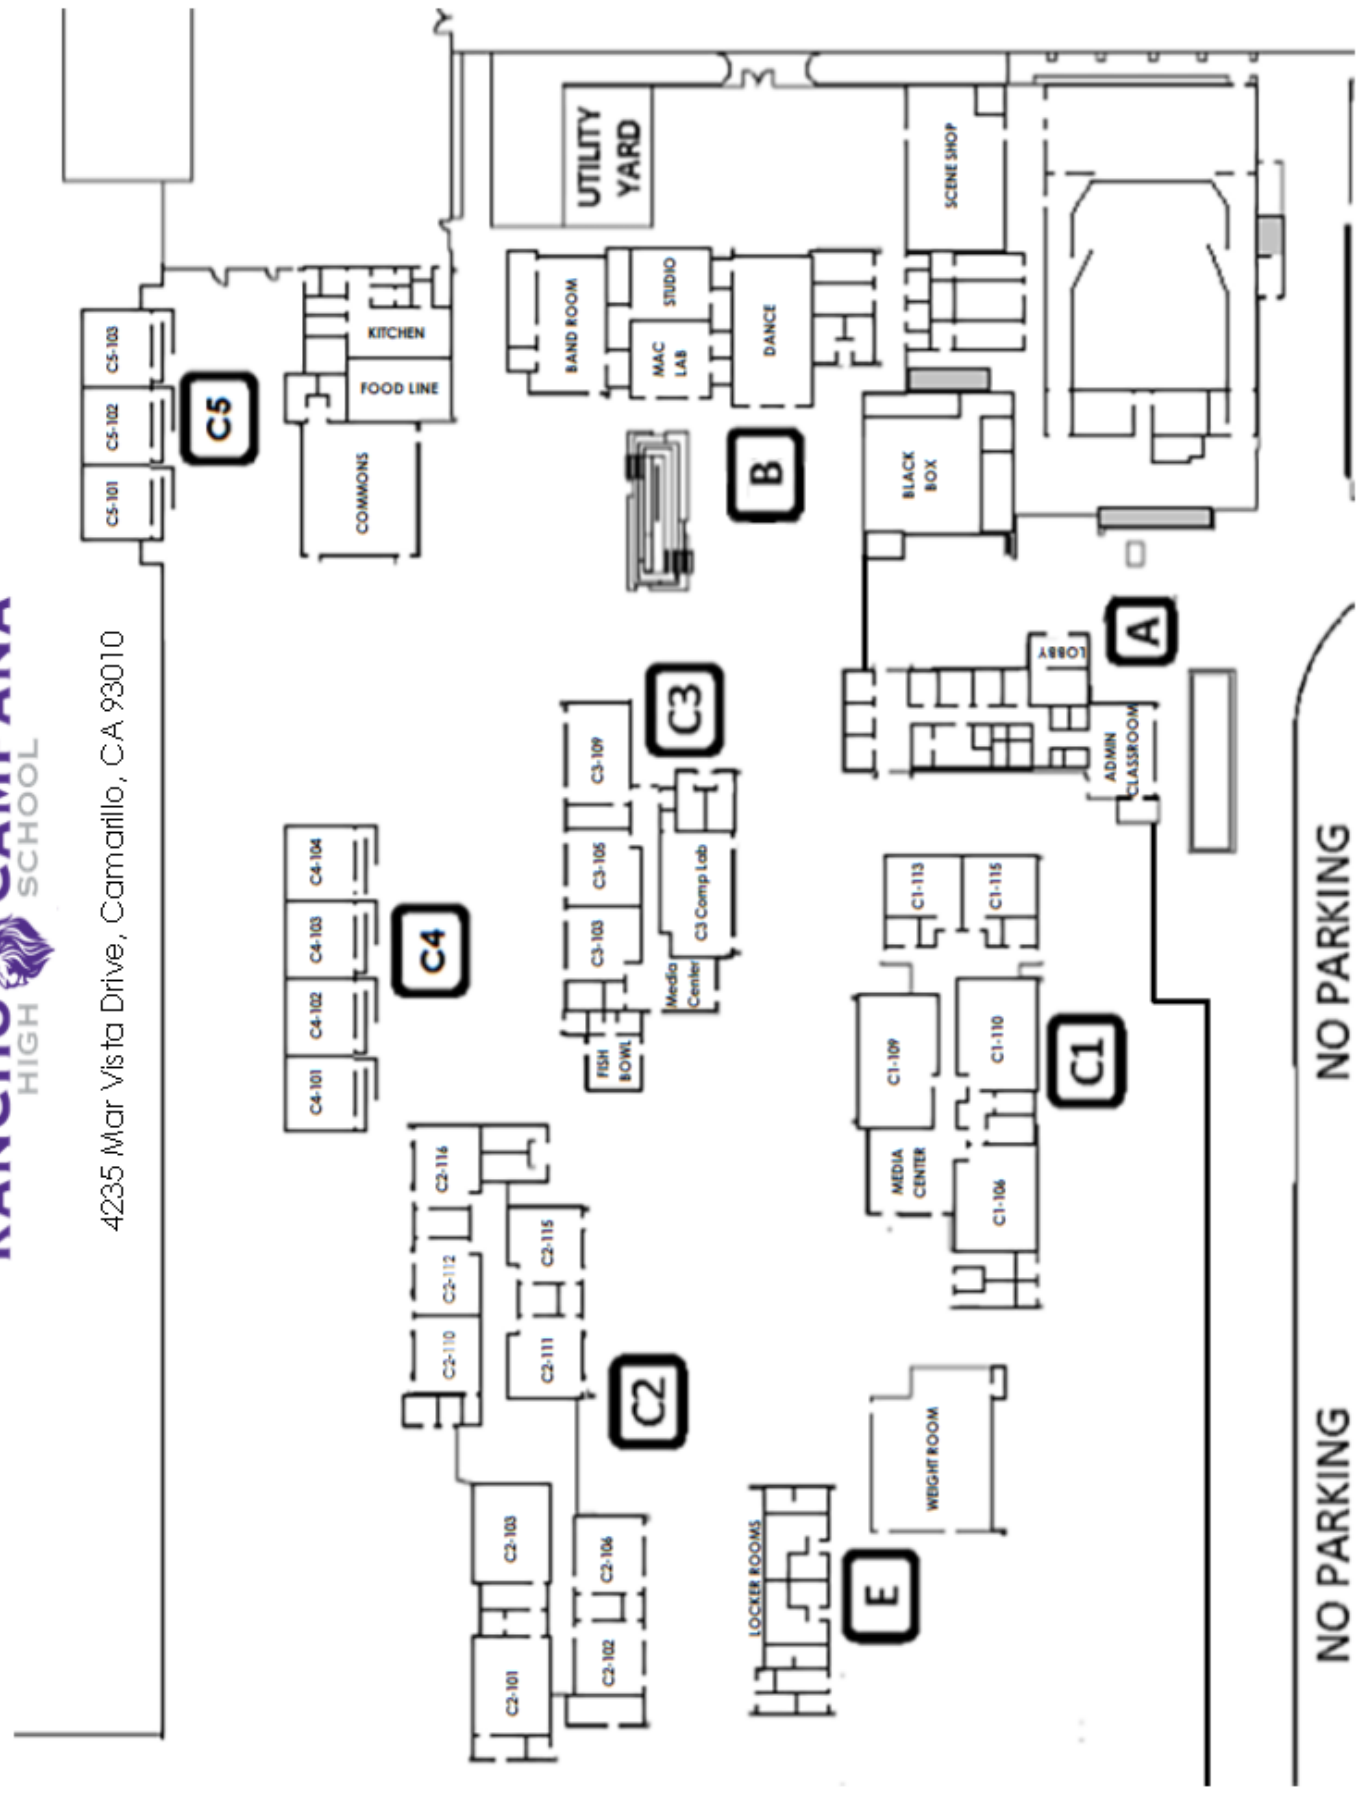 RANCHO CAMPANA
HIGH SCHOOL
4235 Mar Vista Drive, Camarillo, CA 93010
C5-101
C5-102
C5-103
C5
C4-101
C4-102
C4-103
C4-104
C4
COMMONS
FOOD LINE
KITCHEN
C2-110
C2-112
C2-116
C2-101
C2-103
C2-111
C2-115
C2-102
C2-106
C2
FISH
BOWL
C3-103
C3-105
C3-109
Media
Center
C3 Comp Lab
C3
BAND ROOM
MAC
LAB
STUDIO
UTILITY
YARD
DANCE
B
LOCKER ROOMS
E
WEIGHT ROOM
MEDIA
CENTER
C1-109
C1-113
C1-106
C1-110
C1-115
C1
BLACK
BOX
SCENE SHOP
LOBBY
ADMIN
CLASSROOM
A
NO PARKING
NO PARKING